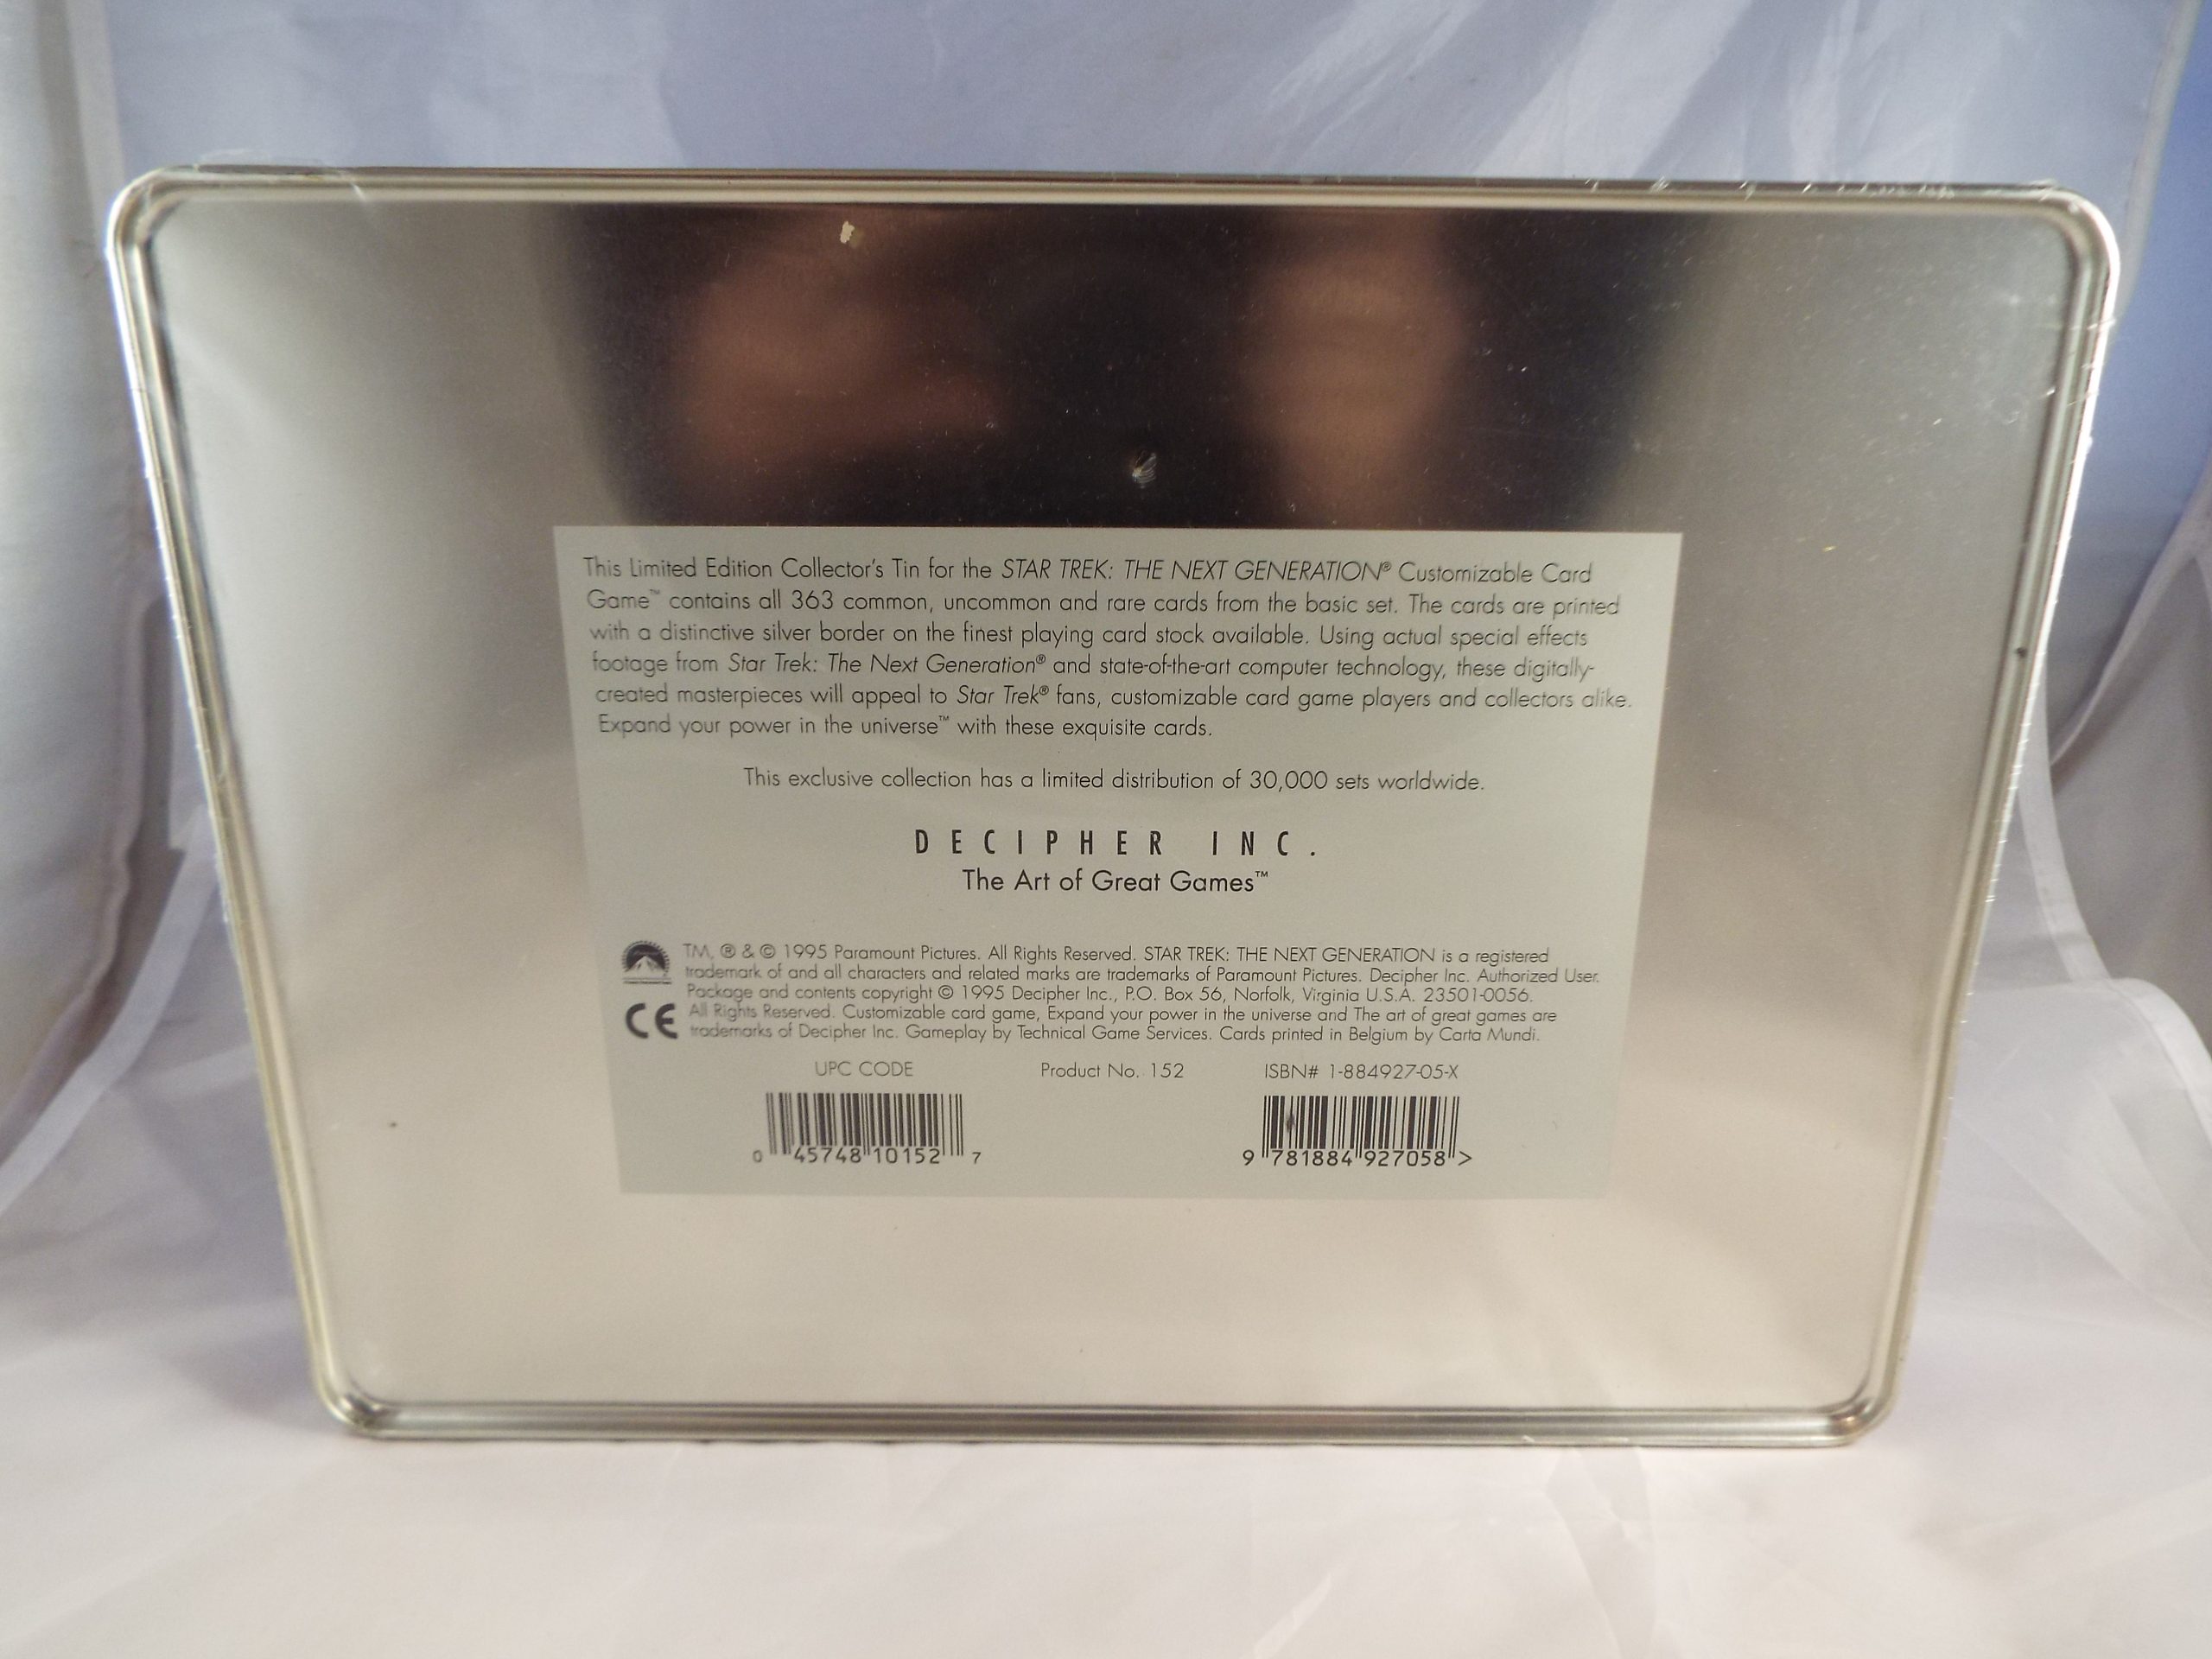 This Limited Edition Collector's Tin for the STAR TREK: THE NEXT GENERATION® Customizable Card
Game™ contains all 363 common, uncommon and rare cards from the basic set. The cards are printed
with a distinctive silver border on the finest playing card stock available. Using actual special effects
footage from Star Trek: The Next Generation® and state-of-the-art computer technology, these digitally-
created masterpieces will appeal to Star Trek® fans, customizable card game players and collectors alike.
Expand your power in the universe™ with these exquisite cards.
This exclusive collection has a limited distribution of 30,000 sets worldwide.
DECIPHER INC.
The Art of Great Games™
TM, ® & © 1995 Paramount Pictures. All Rights Reserved. STAR TREK: THE NEXT GENERATION is a registered
trademark of and all characters and related marks are trademarks of Paramount Pictures. Decipher Inc. Authorized User.
Package and contents copyright © 1995 Decipher Inc., P.O. Box 56, Norfolk, Virginia U.S.A. 23501-0056.
CE All Rights Reserved. Customizable card game, Expand your power in the universe and The art of great games are
trademarks of Decipher Inc. Gameplay by Technical Game Services. Cards printed in Belgium by Carta Mundi.
UPC CODE Product No. 152 ISBN# 1-884927-05-X
0 45748 10152 7 9 781884 927058 >